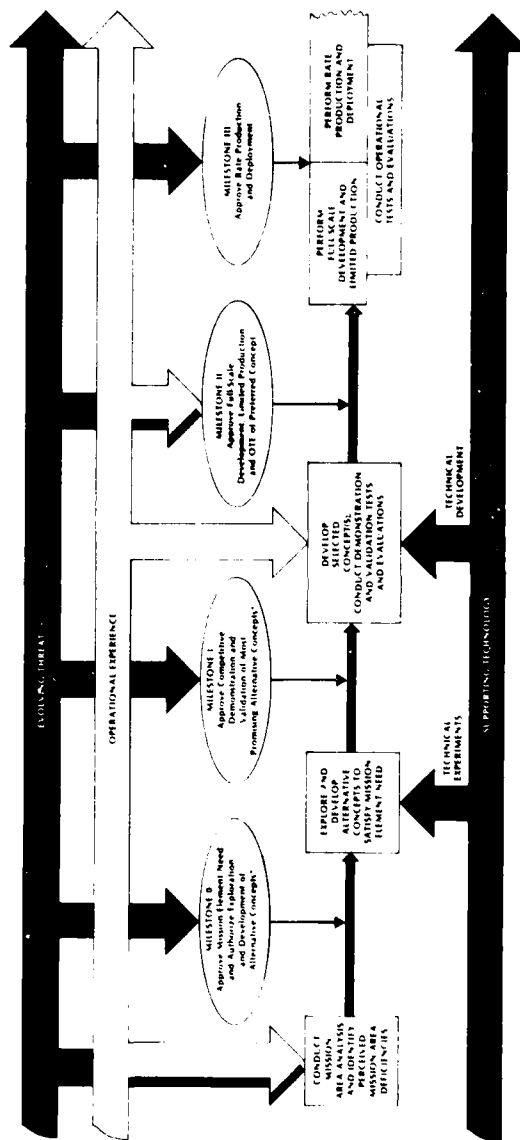 EVOLVING THREAT
OPERATIONAL EXPERIENCE
MILESTONE 0
Approve Mission Element Need
and Authorize Exploration
and Development of
Alternative Concepts*
MILESTONE I
Approve Competitive
Demonstration and
Validation of Most
Promising Alternative Concepts*
MILESTONE II
Approve Full-Scale
Development, Limited Production
and OTE of Preferred Concept
MILESTONE III
Approve Rate Production
and Deployment
CONDUCT
MISSION
AREA ANALYSIS
AND IDENTIFY
PERCEIVED
MISSION AREA
DEFICIENCIES
EXPLORE AND
DEVELOP
ALTERNATIVE
CONCEPTS TO
SATISFY MISSION
ELEMENT NEED
DEVELOP
SELECTED
CONCEPT(S);
CONDUCT DEMONSTRATION
AND VALIDATION TESTS
AND EVALUATIONS
PERFORM
FULL SCALE
DEVELOPMENT AND
LIMITED PRODUCTION
PERFORM RATE
PRODUCTION AND
DEPLOYMENT
CONDUCT OPERATIONAL
TESTS AND EVALUATIONS
TECHNICAL
EXPERIMENTS
TECHNICAL
DEVELOPMENT
SUPPORTING TECHNOLOGY